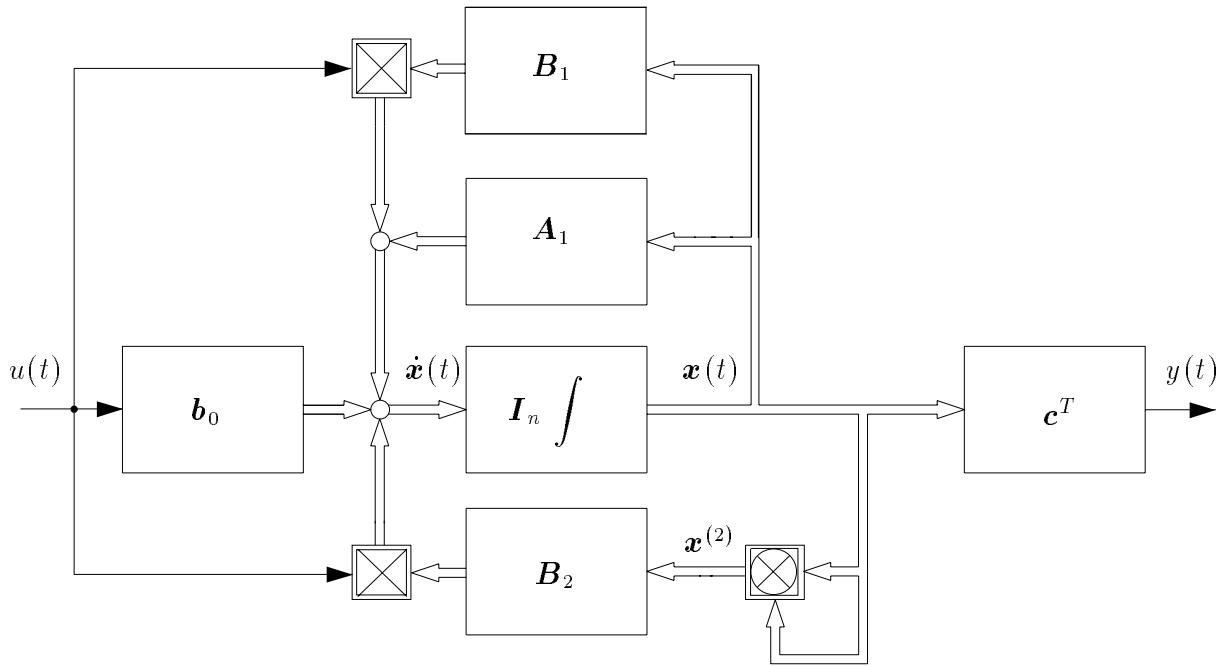 B₁
A₁
u(t)
b₀
ẋ(t)
Iₙ ∫
x(t)
cᵀ
y(t)
x⁽²⁾
B₂